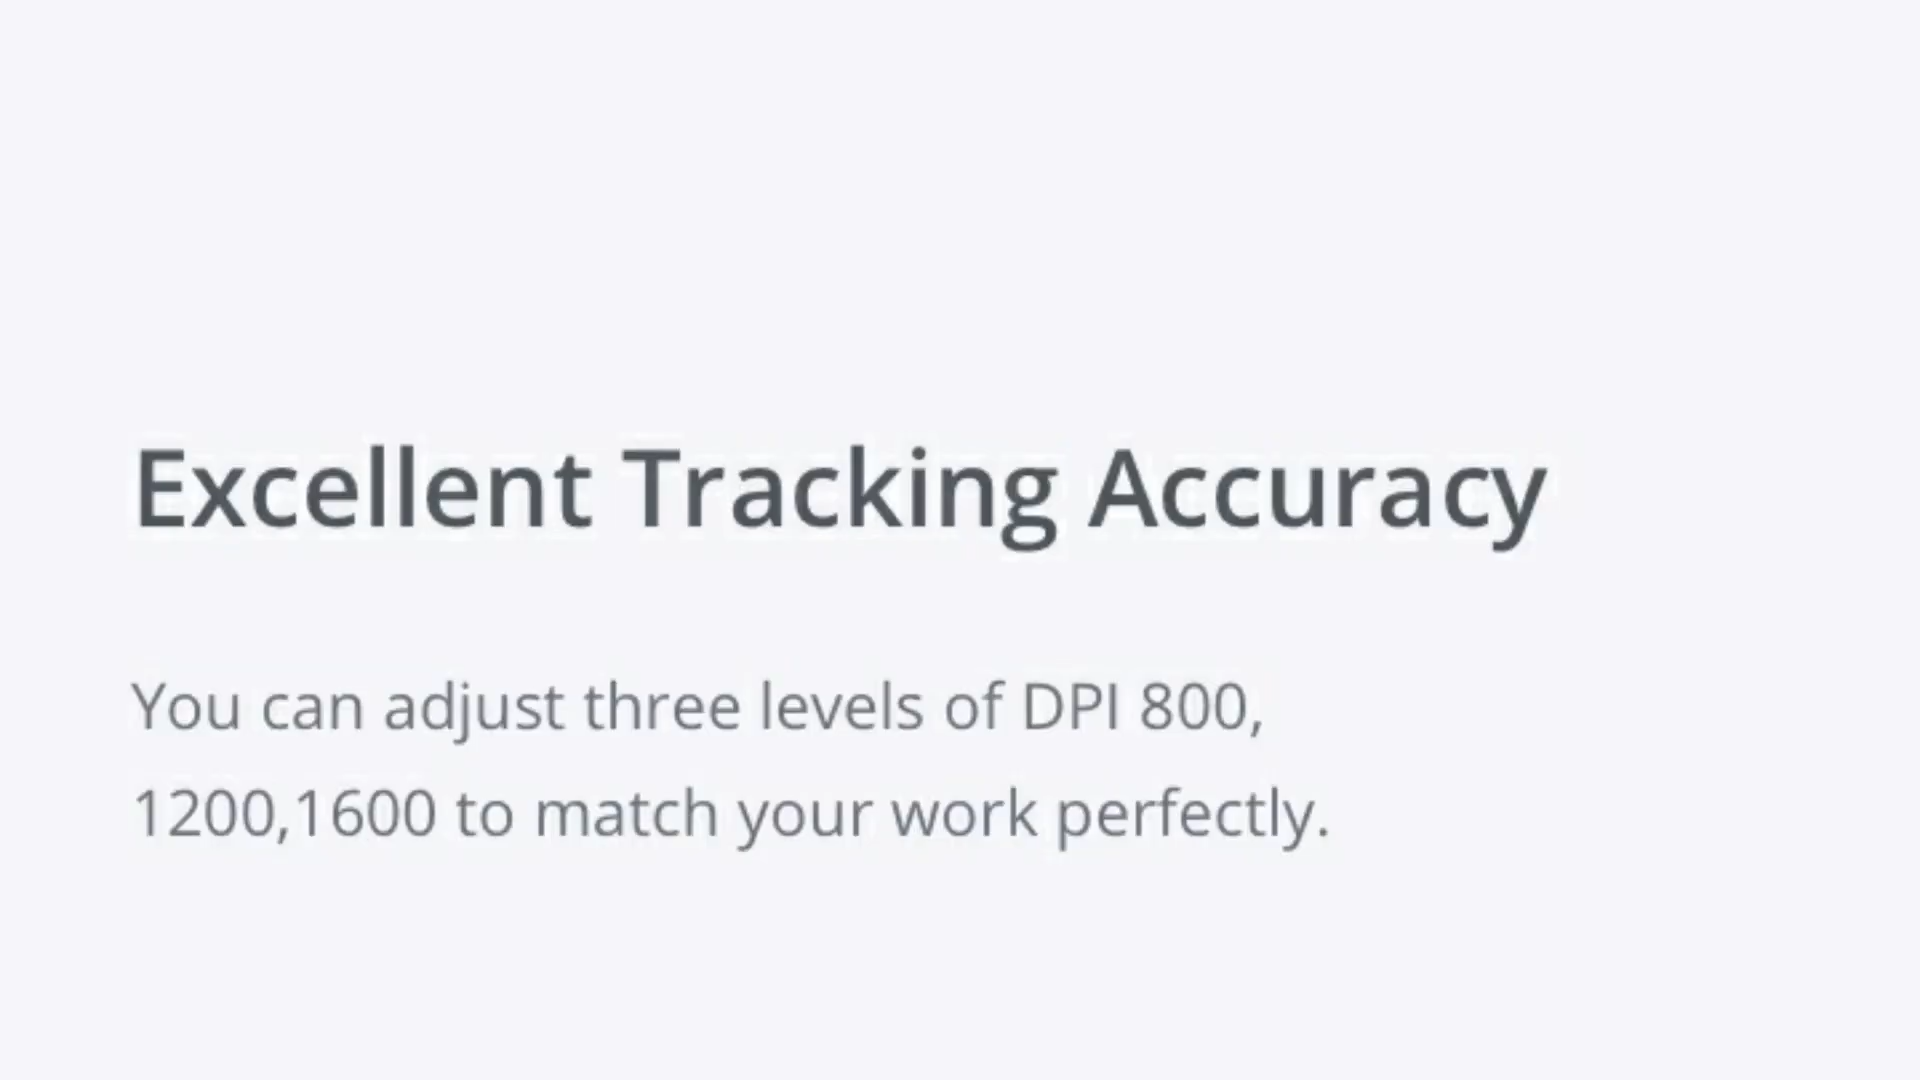 Excellent Tracking Accuracy
You can adjust three levels of DPI 800,
1200,1600 to match your work perfectly.